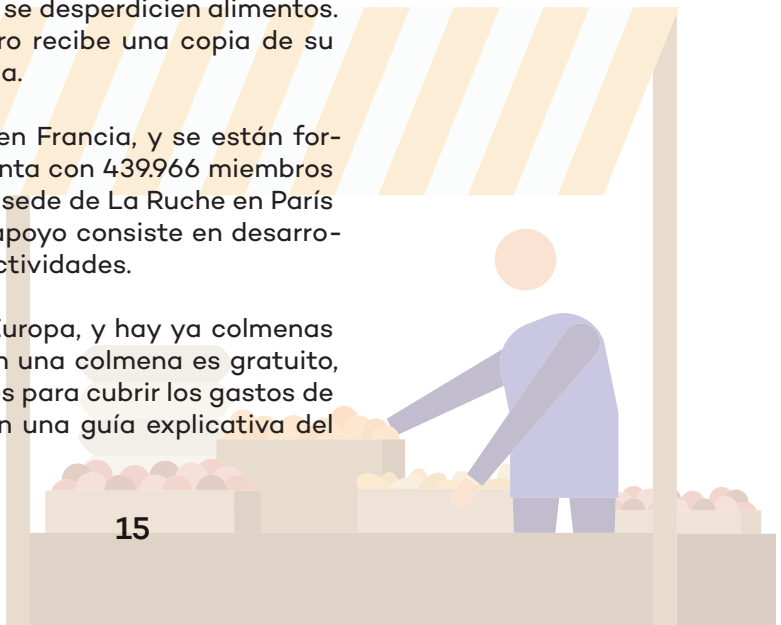 se desperdicien alimentos.
ro recibe una copia de su
a.
en Francia, y se están for-
nta con 439.966 miembros
sede de La Ruche en París
apoyo consiste en desarro-
ctividades.
Europa, y hay ya colmenas
n una colmena es gratuito,
s para cubrir los gastos de
n una guía explicativa del
15